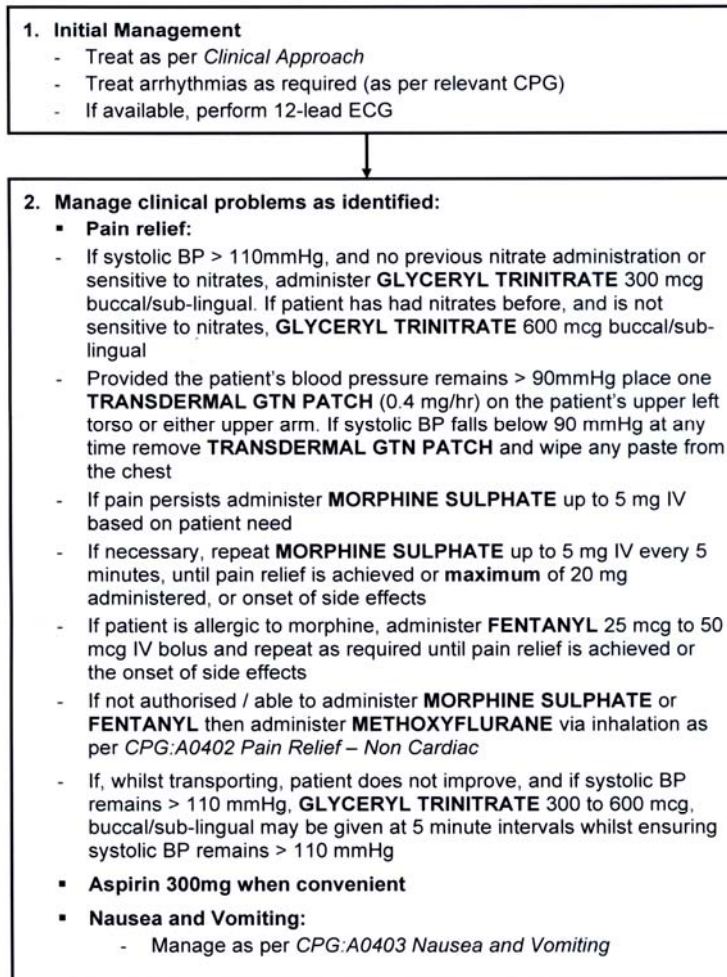 1. Initial Management
- Treat as per Clinical Approach
- Treat arrhythmias as required (as per relevant CPG)
- If available, perform 12-lead ECG
2. Manage clinical problems as identified:
▪ Pain relief:
- If systolic BP > 110mmHg, and no previous nitrate administration or
sensitive to nitrates, administer GLYCERYL TRINITRATE 300 mcg
buccal/sub-lingual. If patient has had nitrates before, and is not
sensitive to nitrates, GLYCERYL TRINITRATE 600 mcg buccal/sub-
lingual
- Provided the patient's blood pressure remains > 90mmHg place one
TRANSDERMAL GTN PATCH (0.4 mg/hr) on the patient's upper left
torso or either upper arm. If systolic BP falls below 90 mmHg at any
time remove TRANSDERMAL GTN PATCH and wipe any paste from
the chest
- If pain persists administer MORPHINE SULPHATE up to 5 mg IV
based on patient need
- If necessary, repeat MORPHINE SULPHATE up to 5 mg IV every 5
minutes, until pain relief is achieved or maximum of 20 mg
administered, or onset of side effects
- If patient is allergic to morphine, administer FENTANYL 25 mcg to 50
mcg IV bolus and repeat as required until pain relief is achieved or
the onset of side effects
- If not authorised / able to administer MORPHINE SULPHATE or
FENTANYL then administer METHOXYFLURANE via inhalation as
per CPG:A0402 Pain Relief – Non Cardiac
- If, whilst transporting, patient does not improve, and if systolic BP
remains > 110 mmHg, GLYCERYL TRINITRATE 300 to 600 mcg,
buccal/sub-lingual may be given at 5 minute intervals whilst ensuring
systolic BP remains > 110 mmHg
▪ Aspirin 300mg when convenient
▪ Nausea and Vomiting:
- Manage as per CPG:A0403 Nausea and Vomiting